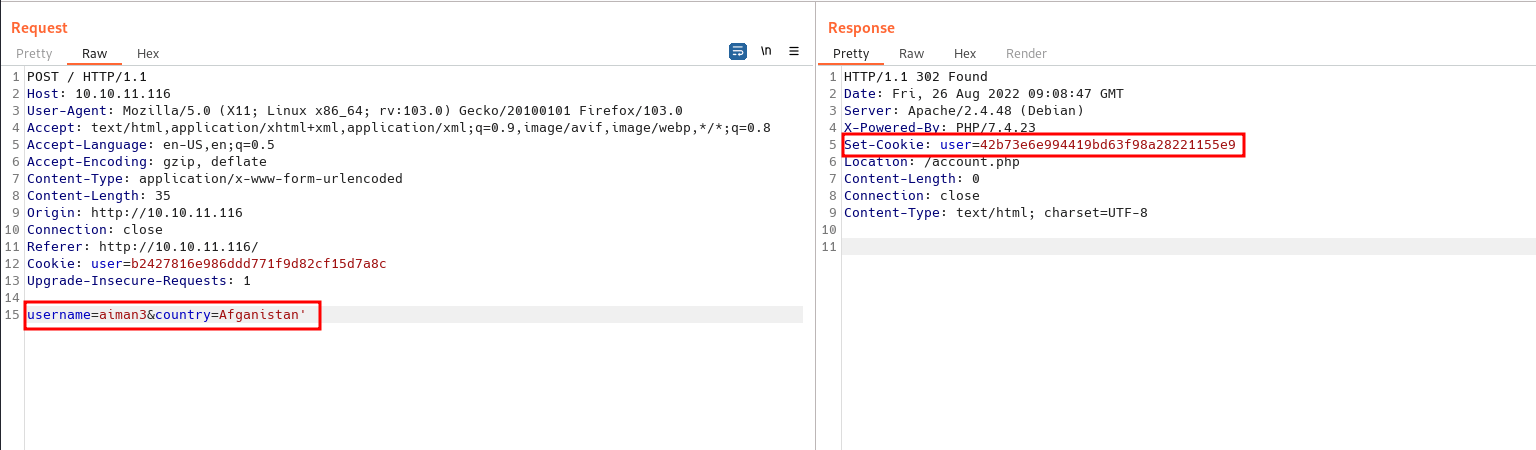 Request
Pretty Raw Hex \n
1 POST / HTTP/1.1
2 Host: 10.10.11.116
3 User-Agent: Mozilla/5.0 (X11; Linux x86_64; rv:103.0) Gecko/20100101 Firefox/103.0
4 Accept: text/html,application/xhtml+xml,application/xml;q=0.9,image/avif,image/webp,*/*;q=0.8
5 Accept-Language: en-US,en;q=0.5
6 Accept-Encoding: gzip, deflate
7 Content-Type: application/x-www-form-urlencoded
8 Content-Length: 35
9 Origin: http://10.10.11.116
10 Connection: close
11 Referer: http://10.10.11.116/
12 Cookie: user=b2427816e986ddd771f9d82cf15d7a8c
13 Upgrade-Insecure-Requests: 1
14
15 username=aiman3&country=Afganistan'
Response
Pretty Raw Hex Render
1 HTTP/1.1 302 Found
2 Date: Fri, 26 Aug 2022 09:08:47 GMT
3 Server: Apache/2.4.48 (Debian)
4 X-Powered-By: PHP/7.4.23
5 Set-Cookie: user=42b73e6e994419bd63f98a28221155e9
6 Location: /account.php
7 Content-Length: 0
8 Connection: close
9 Content-Type: text/html; charset=UTF-8
10
11